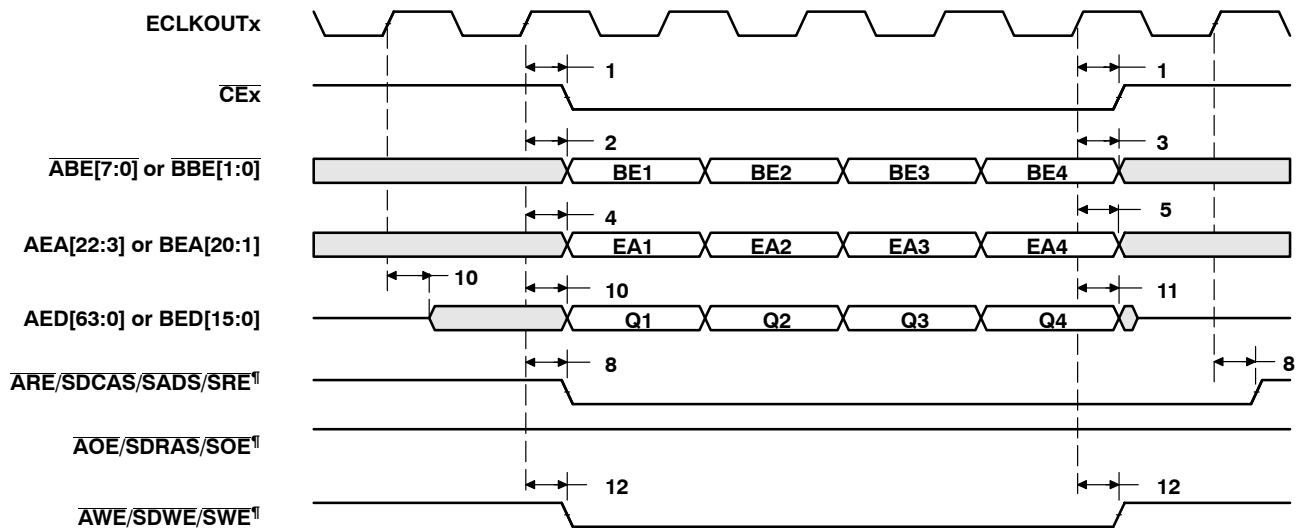 ECLKOUTx
1 1
CEx
2 3
ABE[7:0] or BBE[1:0] BE1 BE2 BE3 BE4
4 5
AEA[22:3] or BEA[20:1] EA1 EA2 EA3 EA4
10 10 11
AED[63:0] or BED[15:0] Q1 Q2 Q3 Q4
8 8
ARE/SDCAS/SADS/SRE¶
AOE/SDRAS/SOE¶
12 12
AWE/SDWE/SWE¶